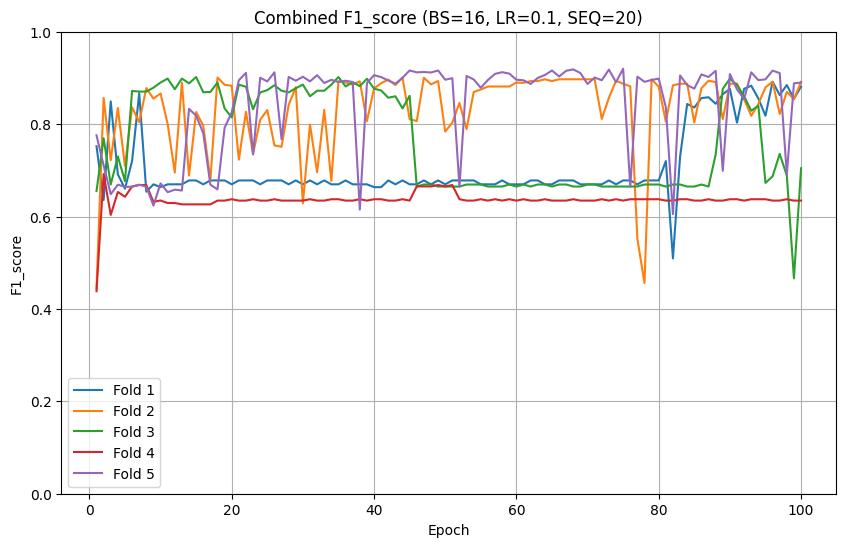 Combined F1_score (BS=16, LR=0.1, SEQ=20)
1.0
0.8
0.6
0.4
0.2
0.0
F1_score
Fold 1
Fold 2
Fold 3
Fold 4
Fold 5
0 20 40 60 80 100
Epoch